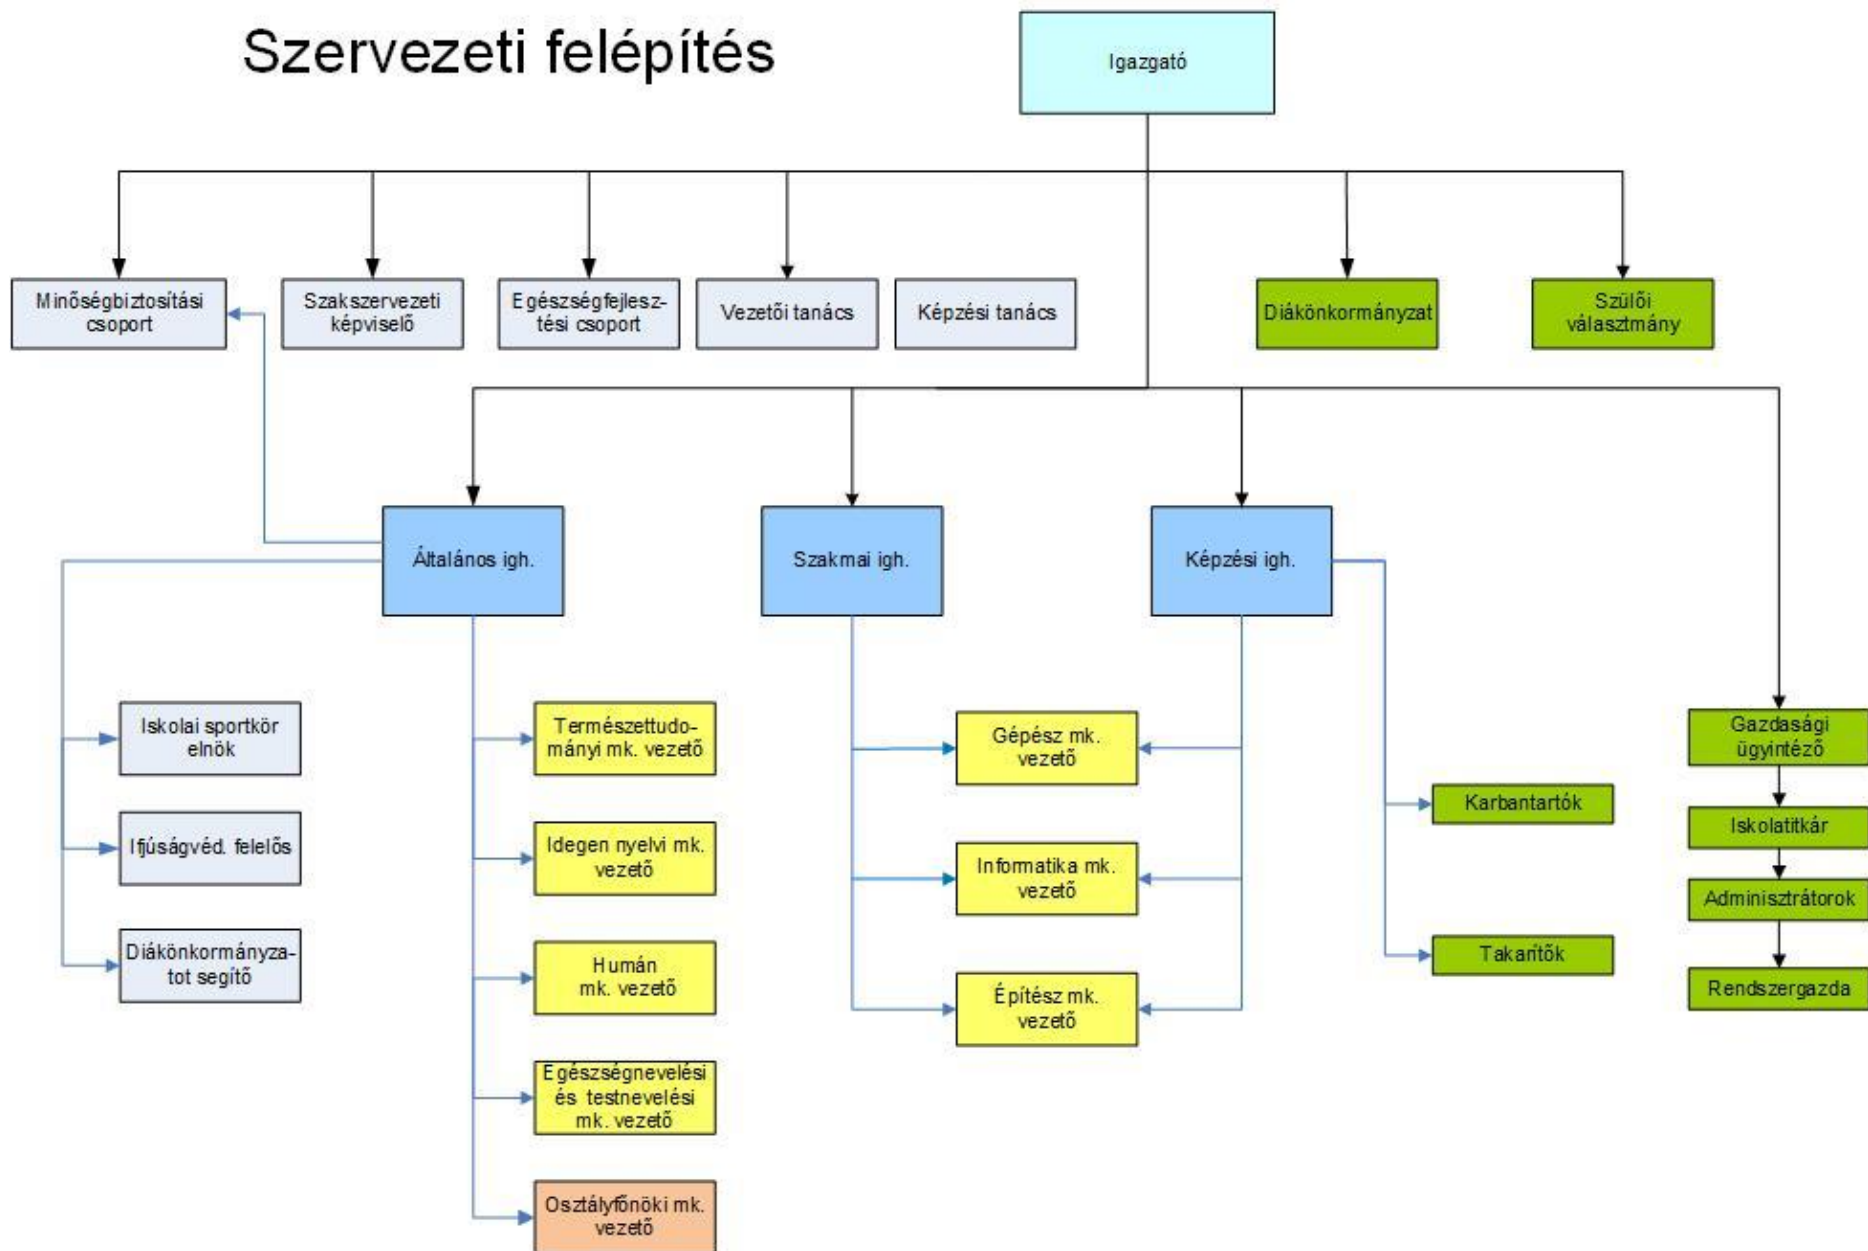 Szervezeti felépítés
Igazgató
Minőségbiztosítási
csoport
Szakszervezeti
képviselő
Egészségfejlesz-
tési csoport
Vezetői tanács
Képzési tanács
Diákönkormányzat
Szülői
választmány
Általános igh.
Szakmai igh.
Képzési igh.
Iskolai sportkör
elnök
Ifjúságvéd. felelős
Diákönkormányza-
tot segítő
Természettudo-
mányi mk. vezető
Idegen nyelvi mk.
vezető
Humán
mk. vezető
Egészségnevelési
és testnevelési
mk. vezető
Osztályfőnöki mk.
vezető
Gépész mk.
vezető
Informatika mk.
vezető
Építész mk.
vezető
Karbantartók
Takarítók
Gazdasági
ügyintéző
Iskolatitkár
Adminisztrátorok
Rendszergazda